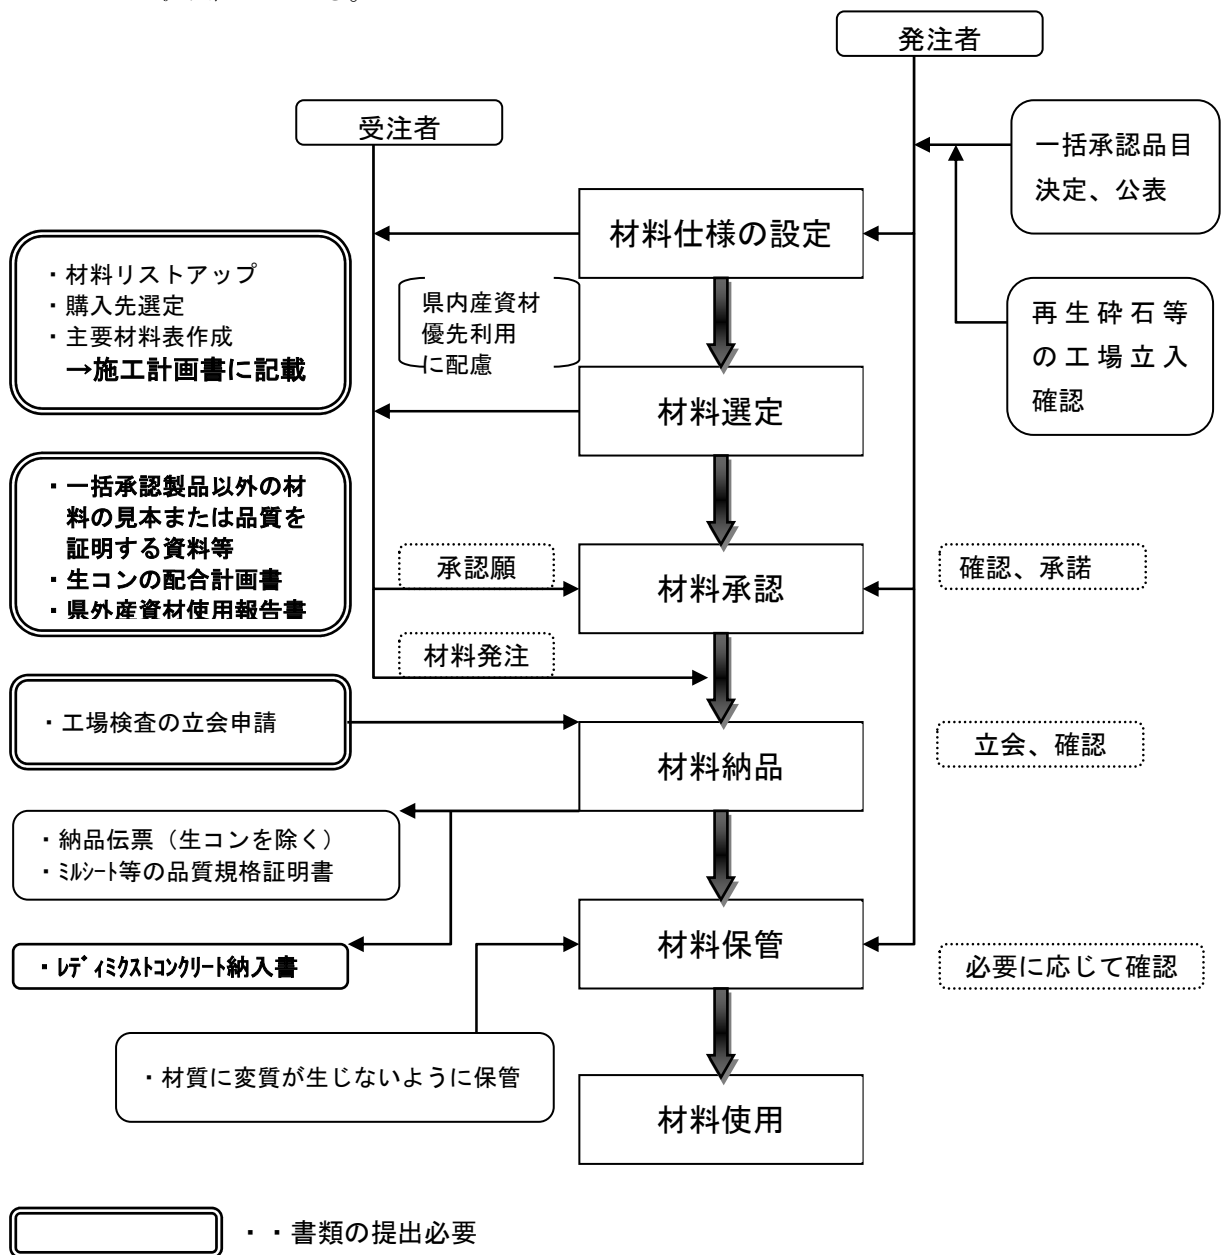 発注者
受注者
一括承認品目
決定、公表
材料仕様の設定
・材料リストアップ
・購入先選定
・主要材料表作成
→施工計画書に記載
県内産資材
優先利用
に配慮
再生砕石等
の工場立入
確認
材料選定
・一括承認製品以外の材
料の見本または品質を
証明する資料等
・生コンの配合計画書
・県外産資材使用報告書
承認願
材料承認
確認、承諾
材料発注
・工場検査の立会申請
材料納品
立会、確認
・納品伝票（生コンを除く）
・ﾐﾙｼｰﾄ等の品質規格証明書
材料保管
・ﾚﾃﾞｨﾐｸｽﾄｺﾝｸﾘｰﾄ納入書
必要に応じて確認
・材質に変質が生じないように保管
材料使用
・・書類の提出必要